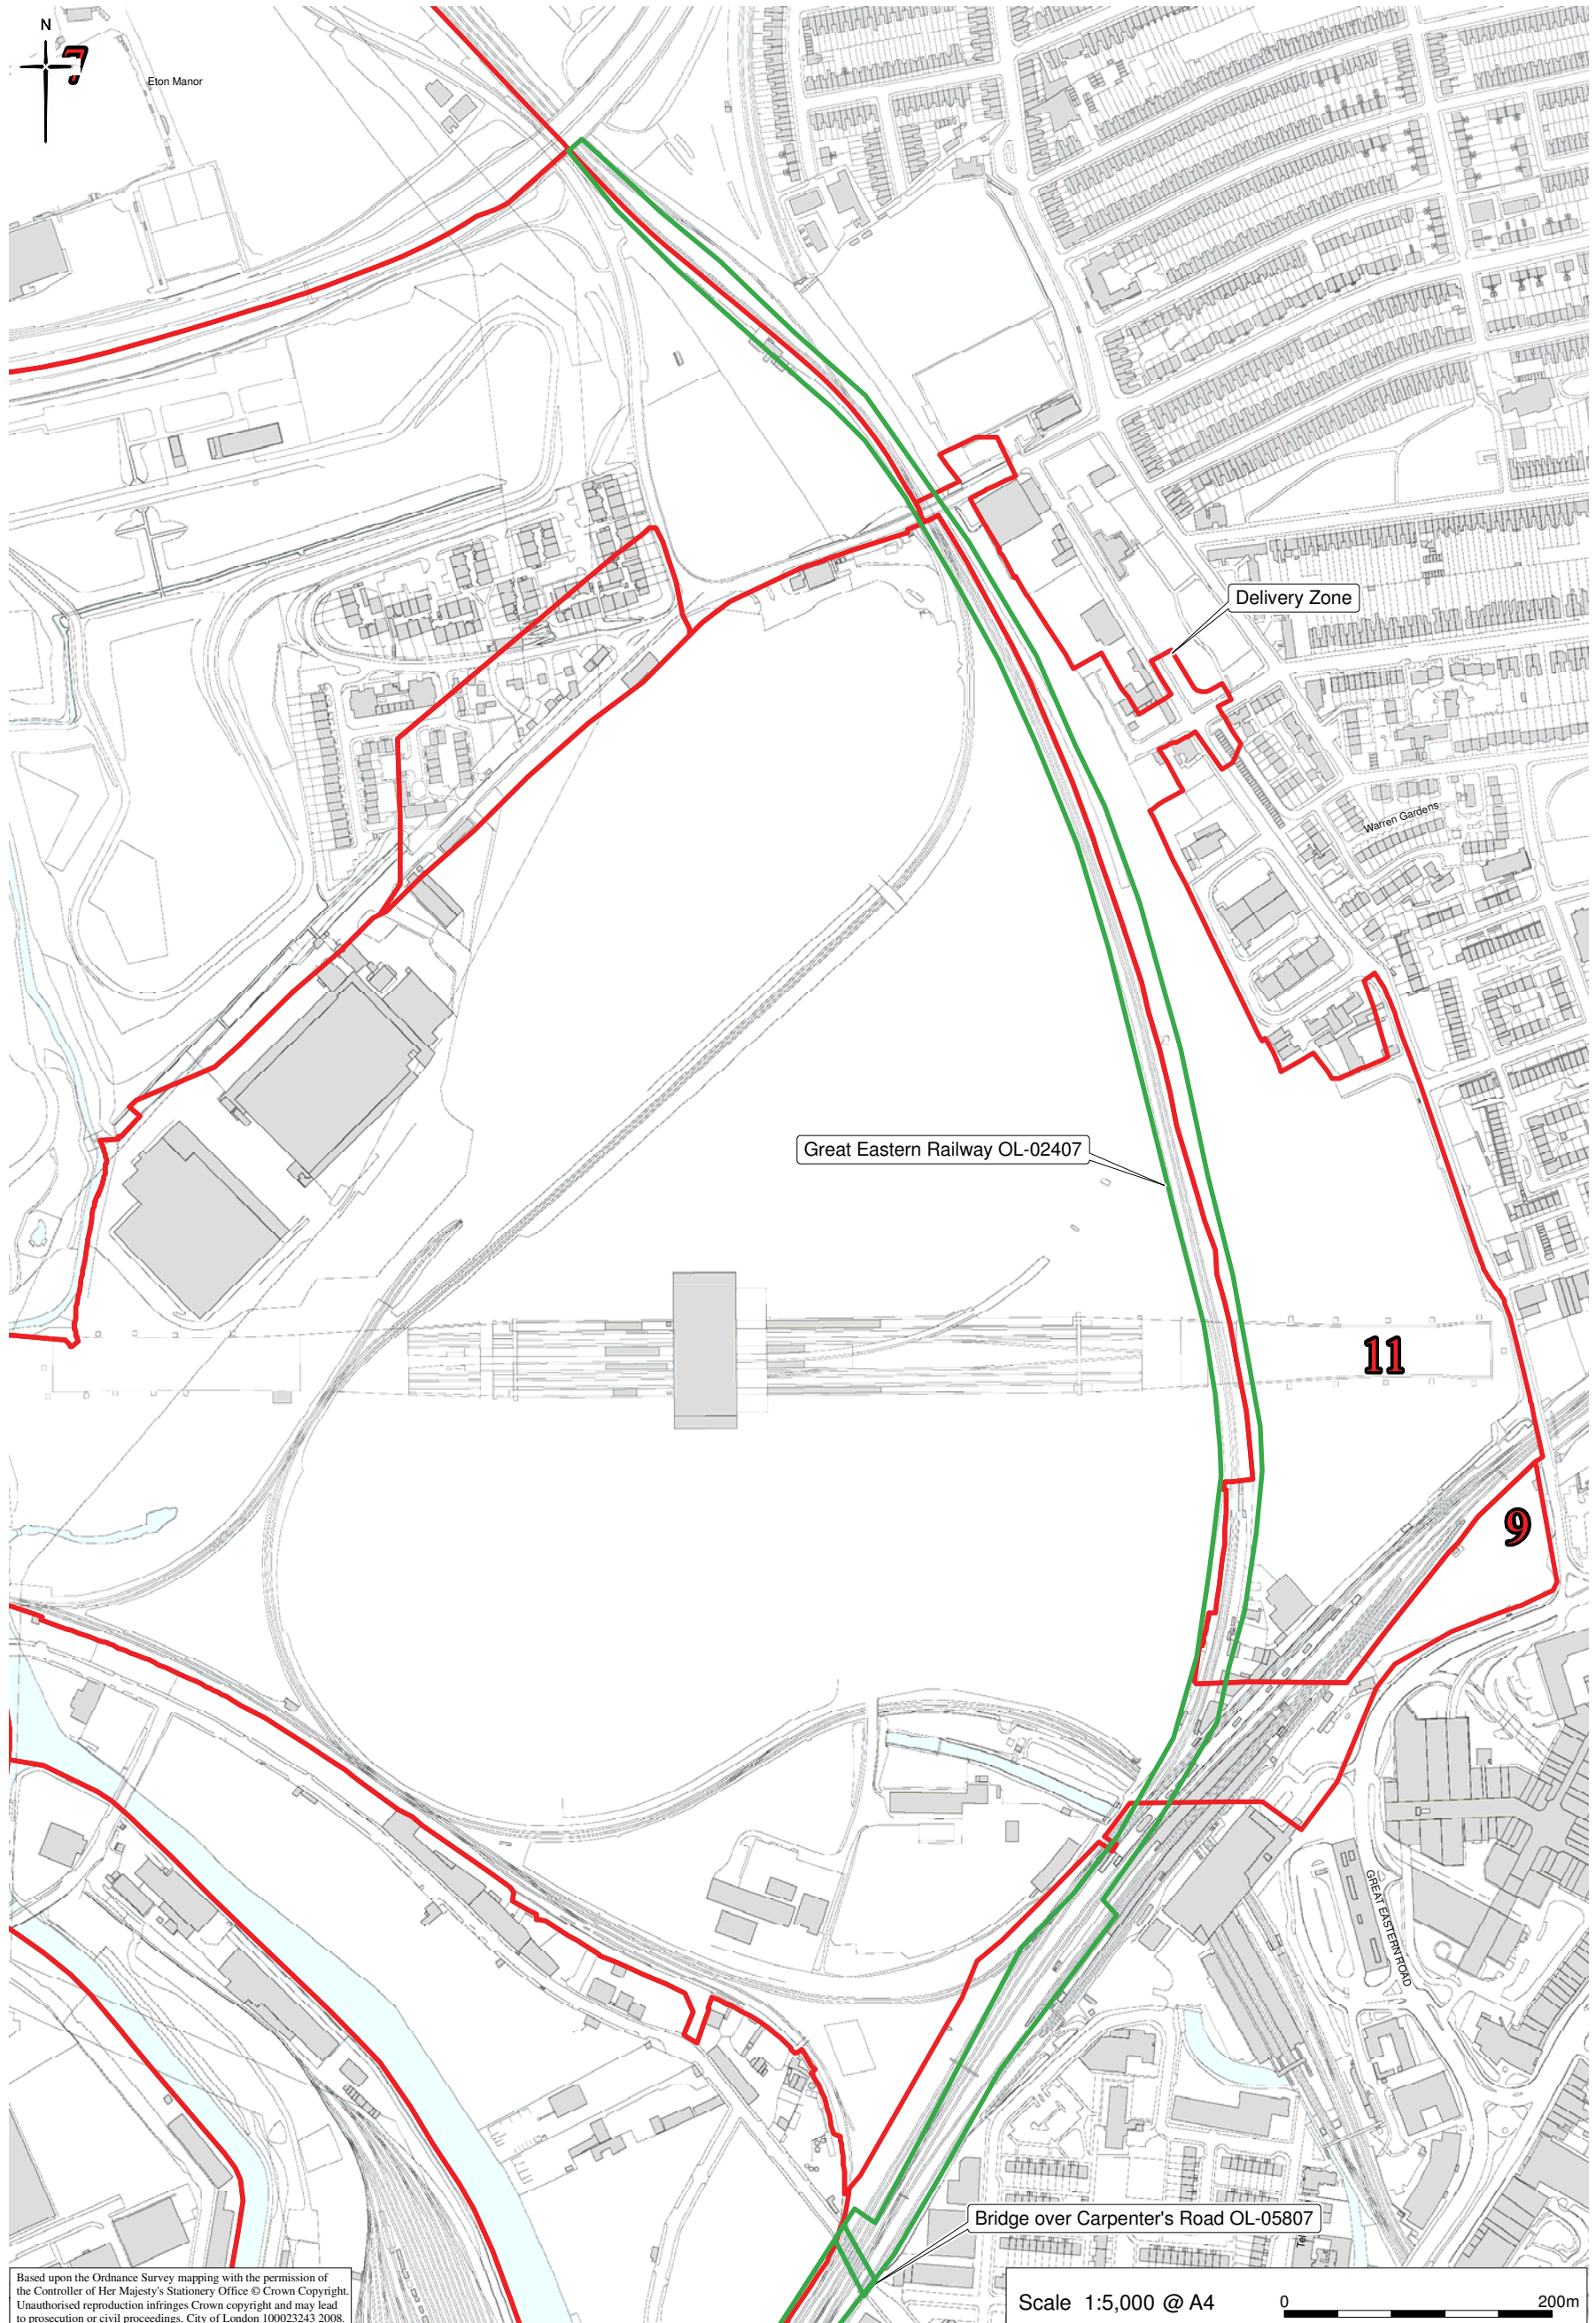 N
7
Eton Manor
Delivery Zone
Warren Gardens
Great Eastern Railway OL-02407
11
9
GREAT EASTERN ROAD
Bridge over Carpenter's Road OL-05807
Tel
Based upon the Ordnance Survey mapping with the permission of
the Controller of Her Majesty's Stationery Office © Crown Copyright.
Unauthorised reproduction infringes Crown copyright and may lead
to prosecution or civil proceedings. City of London 100023243 2008.
Scale 1:5,000 @ A4
0 200m